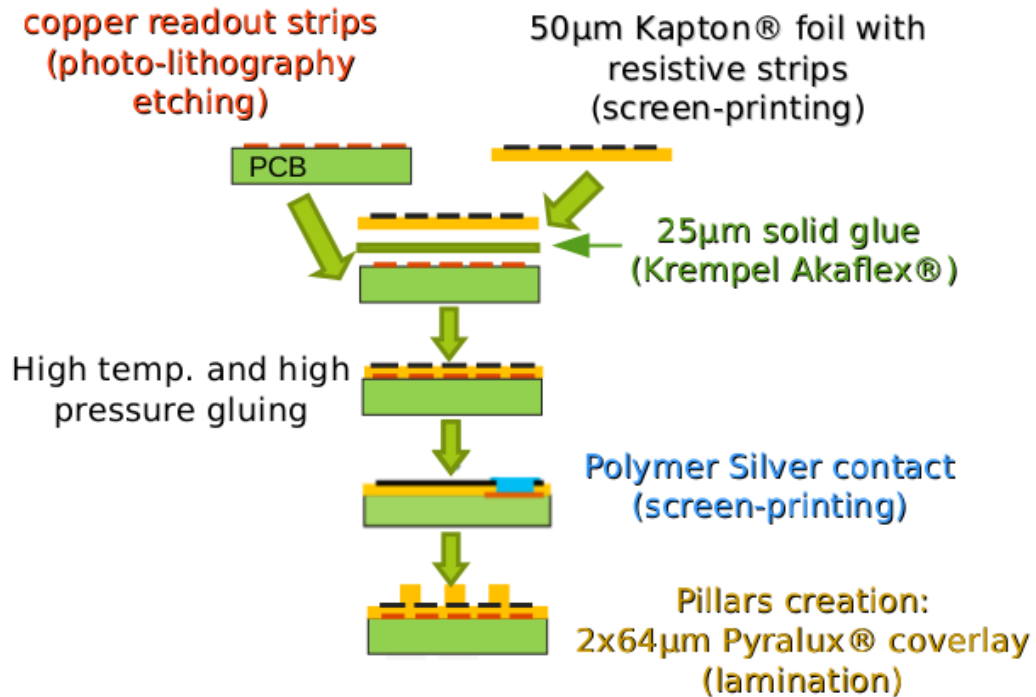 copper readout strips
(photo-lithography
etching)
50µm Kapton® foil with
resistive strips
(screen-printing)
PCB
25µm solid glue
(Krempel Akaflex®)
High temp. and high
pressure gluing
Polymer Silver contact
(screen-printing)
Pillars creation:
2x64µm Pyralux® coverlay
(lamination)